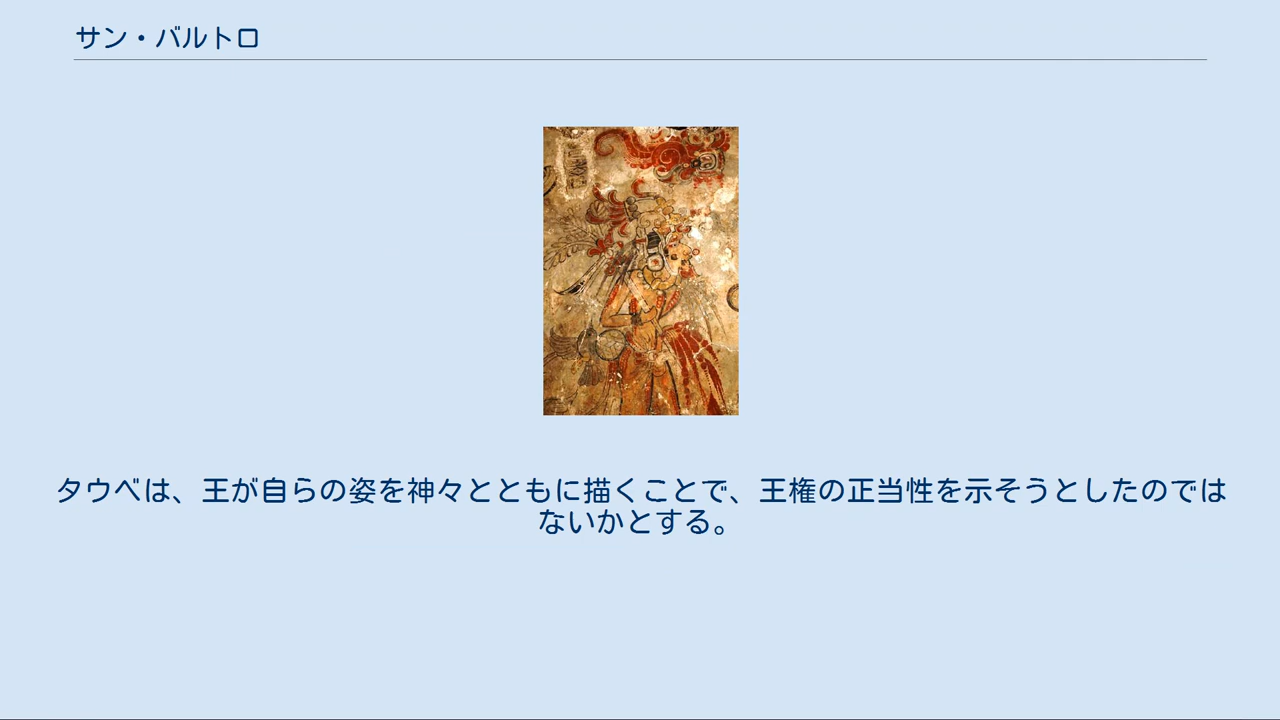 サン・バルトロ
タウベは、王が自らの姿を神々とともに描くことで、王権の正当性を示そうとしたのでは
ないかとする。